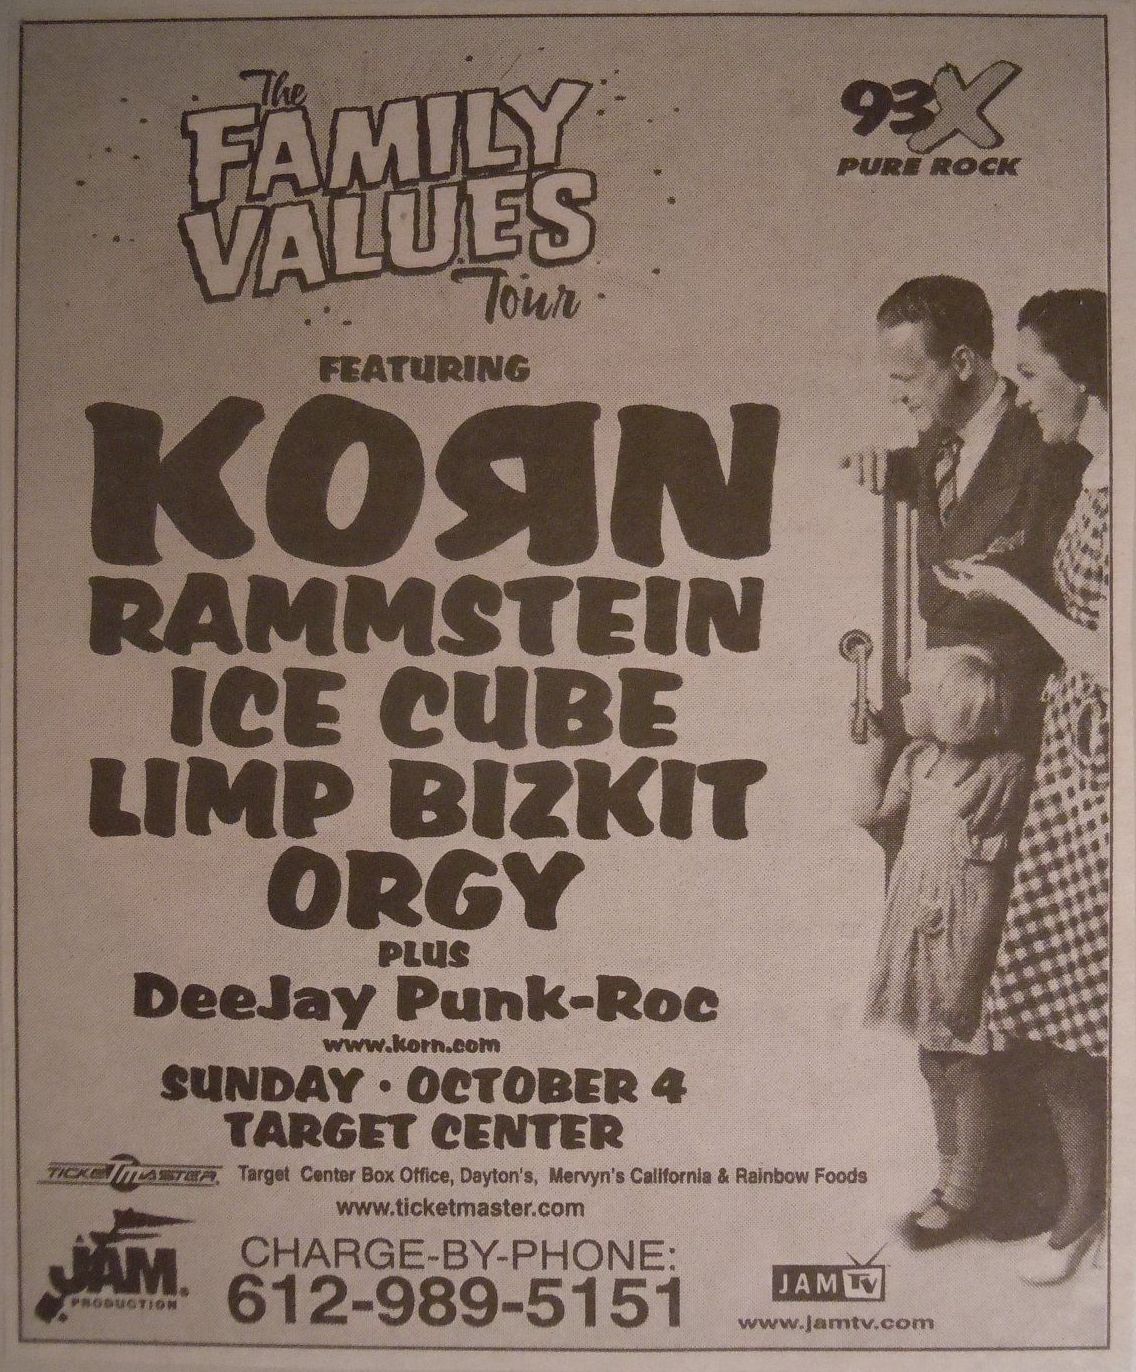 The
FAMILY
VALUES
Tour
93X
PURE ROCK
FEATURING
KOЯN
RAMMSTEIN
ICE CUBE
LIMP BIZKIT
ORGY
PLUS
DeeJay Punk-Roc
www.korn.com
SUNDAY • OCTOBER 4
TARGET CENTER
TICKETMASTER Target Center Box Office, Dayton's, Mervyn's California & Rainbow Foods
www.ticketmaster.com
A
JAM
PRODUCTION
CHARGE-BY-PHONE:
612-989-5151
JAM TV
www.jamtv.com